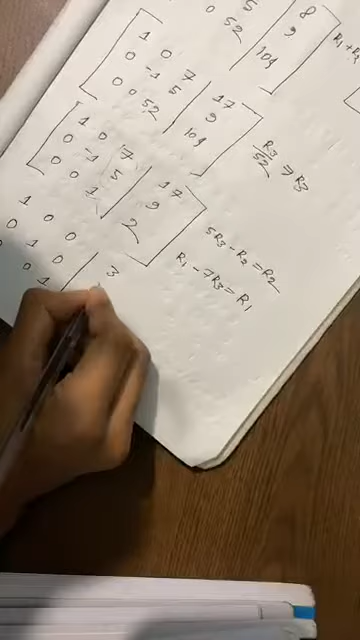 5 | 8
0 52 | 9
104
R1 + R2
1 0 7 | 17
0 -1 5 | 9
0 0 52 | 104
R3/52 → R3
1 0 7 | 17
0 -1 5 | 9
0 0 1 | 2
5R3 - R2 = R2
R1 - 7R3 = R1
1 0 0 | 3
0 1 0
0 0 1